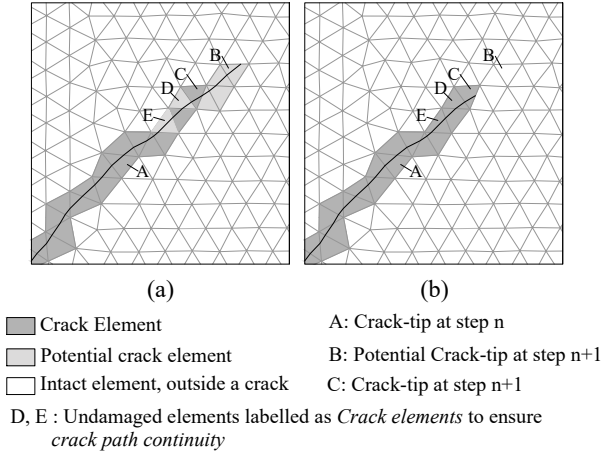 B
C
D
E
A
B
C
D
E
A
(a)
(b)
Crack Element
A: Crack-tip at step n
Potential crack element
B: Potential Crack-tip at step n+1
Intact element, outside a crack
C: Crack-tip at step n+1
D, E : Undamaged elements labelled as Crack elements to ensure
crack path continuity